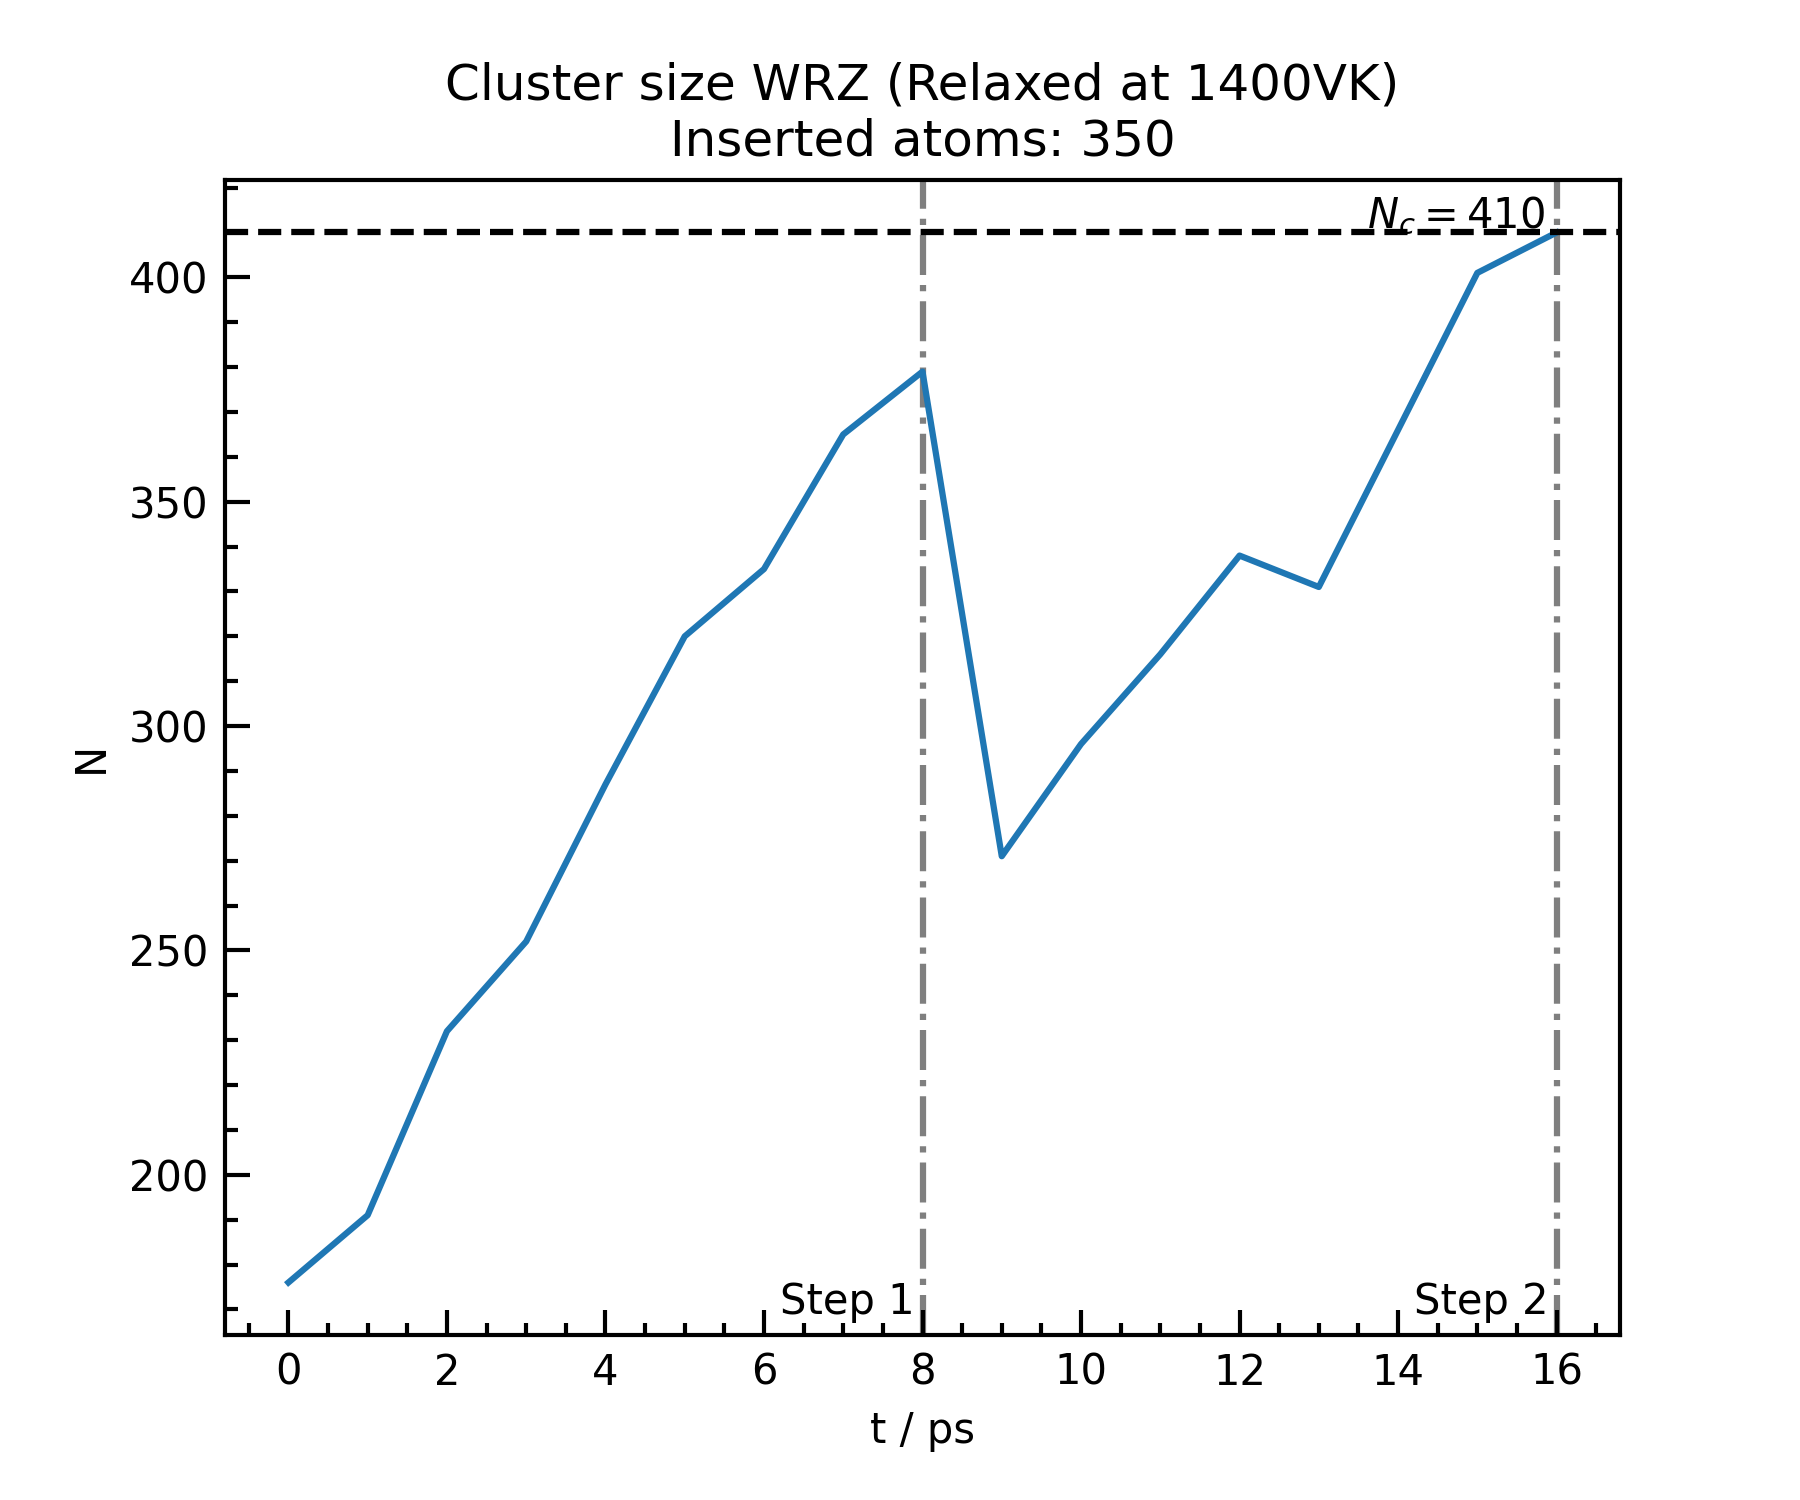 Cluster size WRZ (Relaxed at 1400VK)
Inserted atoms: 350
N_c = 410
400
350
300
250
200
N
Step 1
Step 2
0 2 4 6 8 10 12 14 16
t / ps